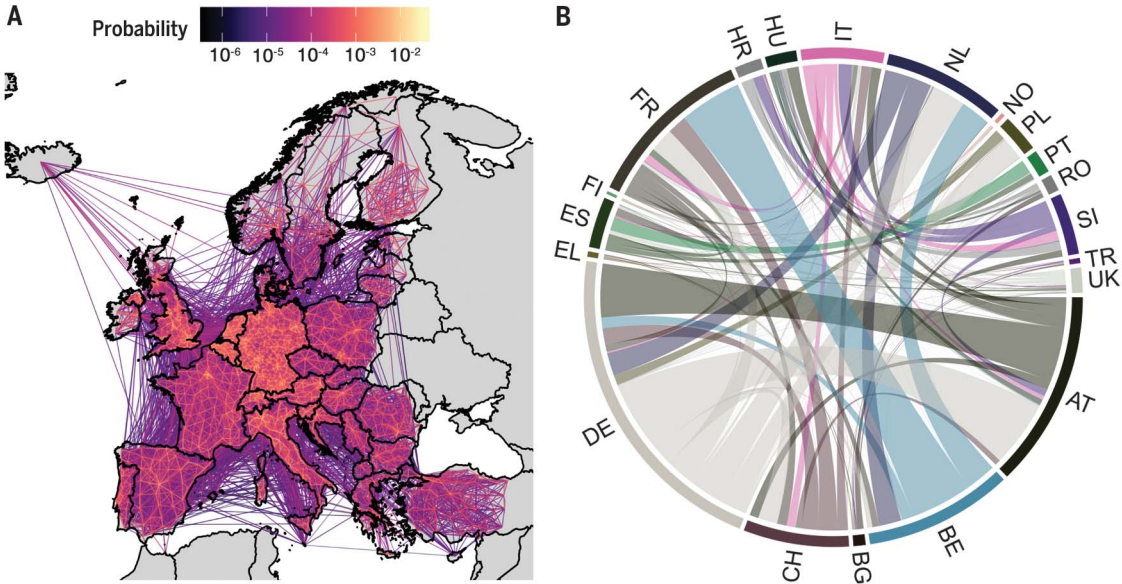 A
Probability
10-6 10-5 10-4 10-3 10-2
B
HR
HU
IT
NL
NO
PL
PT
RO
SI
TR
UK
AT
BE
BG
CH
DE
EL
ES
FI
FR